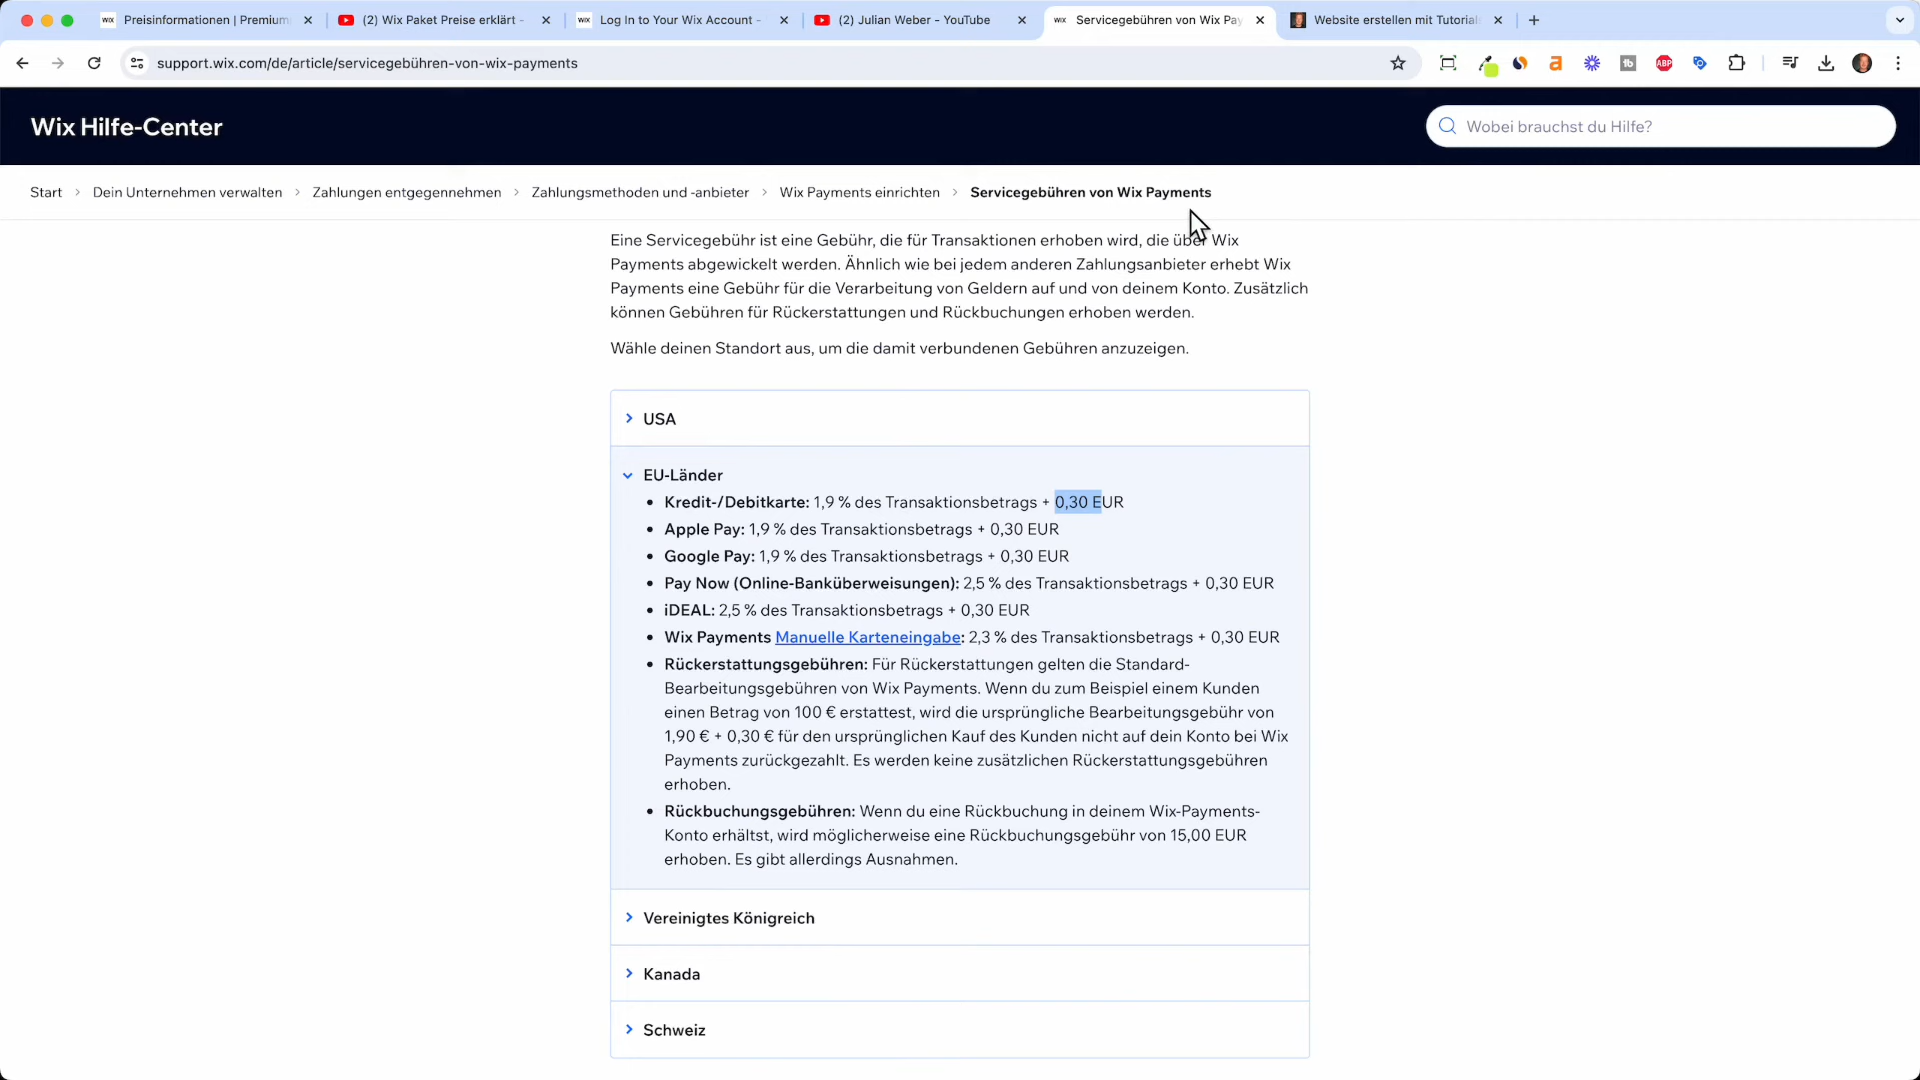 WiX Preisinformationen | Premium
(2) Wix Paket Preise erklärt -
WiX Log In to Your Wix Account -
(2) Julian Weber - YouTube
WiX Servicegebühren von Wix Pay
Website erstellen mit Tutorial
support.wix.com/de/article/servicegebühren-von-wix-payments
a
tb
ABP
Wix Hilfe-Center
Wobei brauchst du Hilfe?
Start > Dein Unternehmen verwalten > Zahlungen entgegennehmen > Zahlungsmethoden und -anbieter > Wix Payments einrichten > Servicegebühren von Wix Payments
Eine Servicegebühr ist eine Gebühr, die für Transaktionen erhoben wird, die über Wix
Payments abgewickelt werden. Ähnlich wie bei jedem anderen Zahlungsanbieter erhebt Wix
Payments eine Gebühr für die Verarbeitung von Geldern auf und von deinem Konto. Zusätzlich
können Gebühren für Rückerstattungen und Rückbuchungen erhoben werden.
Wähle deinen Standort aus, um die damit verbundenen Gebühren anzuzeigen.
USA
EU-Länder
• Kredit-/Debitkarte: 1,9 % des Transaktionsbetrags + 0,30 EUR
• Apple Pay: 1,9 % des Transaktionsbetrags + 0,30 EUR
• Google Pay: 1,9 % des Transaktionsbetrags + 0,30 EUR
• Pay Now (Online-Banküberweisungen): 2,5 % des Transaktionsbetrags + 0,30 EUR
• iDEAL: 2,5 % des Transaktionsbetrags + 0,30 EUR
• Wix Payments Manuelle Karteneingabe: 2,3 % des Transaktionsbetrags + 0,30 EUR
• Rückerstattungsgebühren: Für Rückerstattungen gelten die Standard-
Bearbeitungsgebühren von Wix Payments. Wenn du zum Beispiel einem Kunden
einen Betrag von 100 € erstattest, wird die ursprüngliche Bearbeitungsgebühr von
1,90 € + 0,30 € für den ursprünglichen Kauf des Kunden nicht auf dein Konto bei Wix
Payments zurückgezahlt. Es werden keine zusätzlichen Rückerstattungsgebühren
erhoben.
• Rückbuchungsgebühren: Wenn du eine Rückbuchung in deinem Wix-Payments-
Konto erhältst, wird möglicherweise eine Rückbuchungsgebühr von 15,00 EUR
erhoben. Es gibt allerdings Ausnahmen.
Vereinigtes Königreich
Kanada
Schweiz